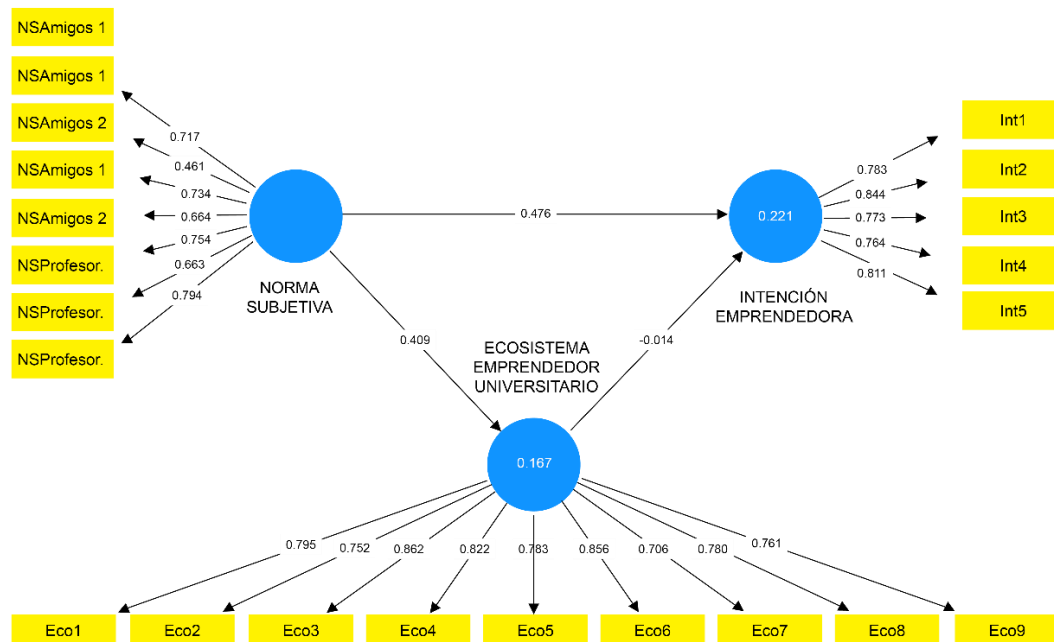 NSAmigos 1
NSAmigos 1
NSAmigos 2
NSAmigos 1
NSAmigos 2
NSProfesor.
NSProfesor.
NSProfesor.
0.717
0.461
0.734
0.664
0.754
0.663
0.794
NORMA
SUBJETIVA
0.476
0.409
-0.014
0.221
INTENCIÓN
EMPRENDEDORA
0.783
0.844
0.773
0.764
0.811
Int1
Int2
Int3
Int4
Int5
ECOSISTEMA
EMPRENDEDOR
UNIVERSITARIO
0.167
0.795
0.752
0.862
0.822
0.783
0.856
0.706
0.780
0.761
Eco1
Eco2
Eco3
Eco4
Eco5
Eco6
Eco7
Eco8
Eco9